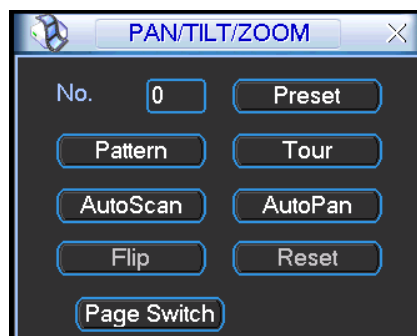 PAN/TILT/ZOOM
No. 0 Preset
Pattern Tour
AutoScan AutoPan
Flip Reset
Page Switch